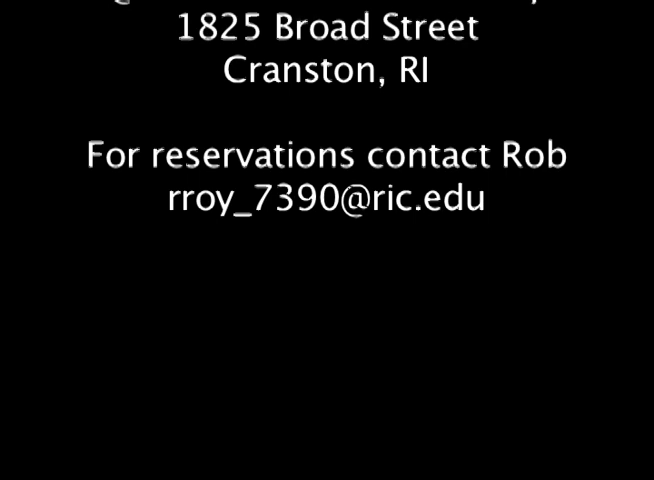 1825 Broad Street
Cranston, RI
For reservations contact Rob
rroy_7390@ric.edu